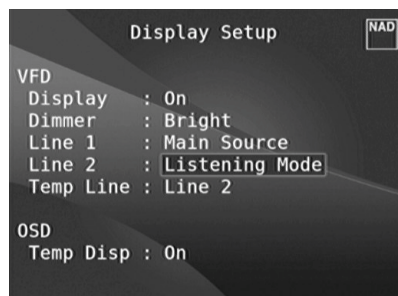 Display Setup
NAD
VFD
Display : On
Dimmer : Bright
Line 1 : Main Source
Line 2 : Listening Mode
Temp Line : Line 2
OSD
Temp Disp : On